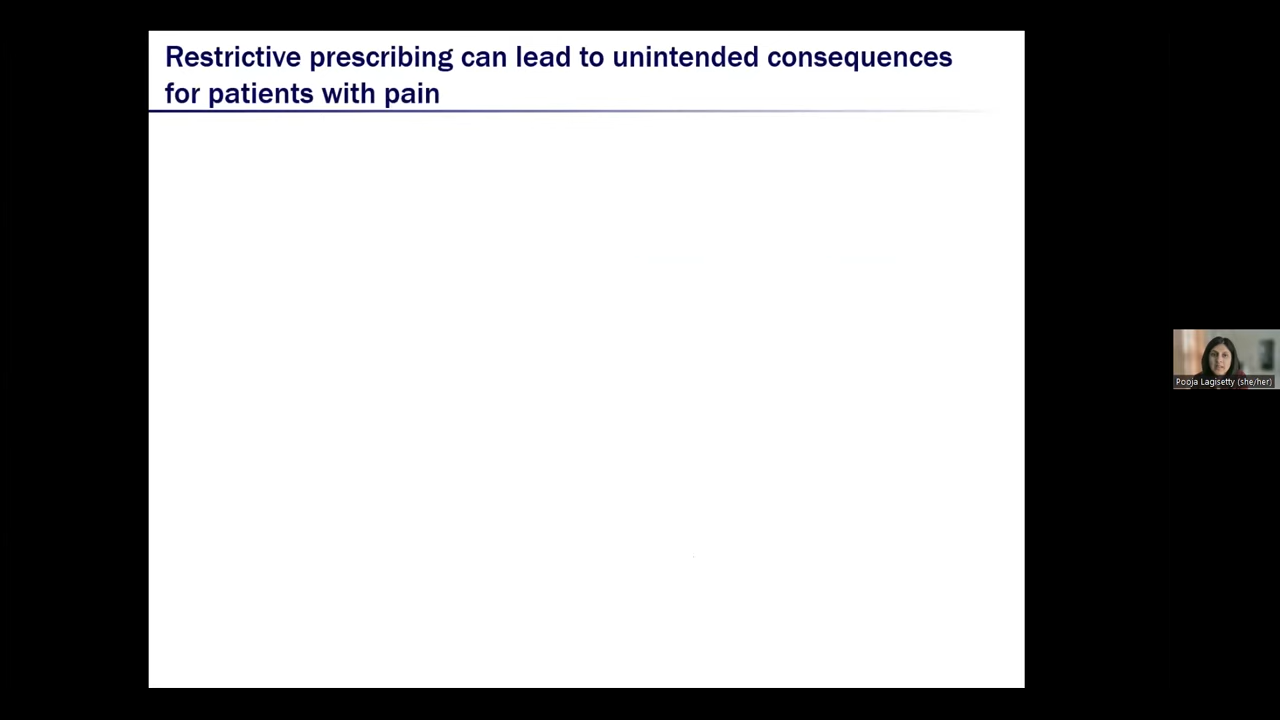 Restrictive prescribing can lead to unintended consequences
for patients with pain
Pooja Lagisetty (she/her)